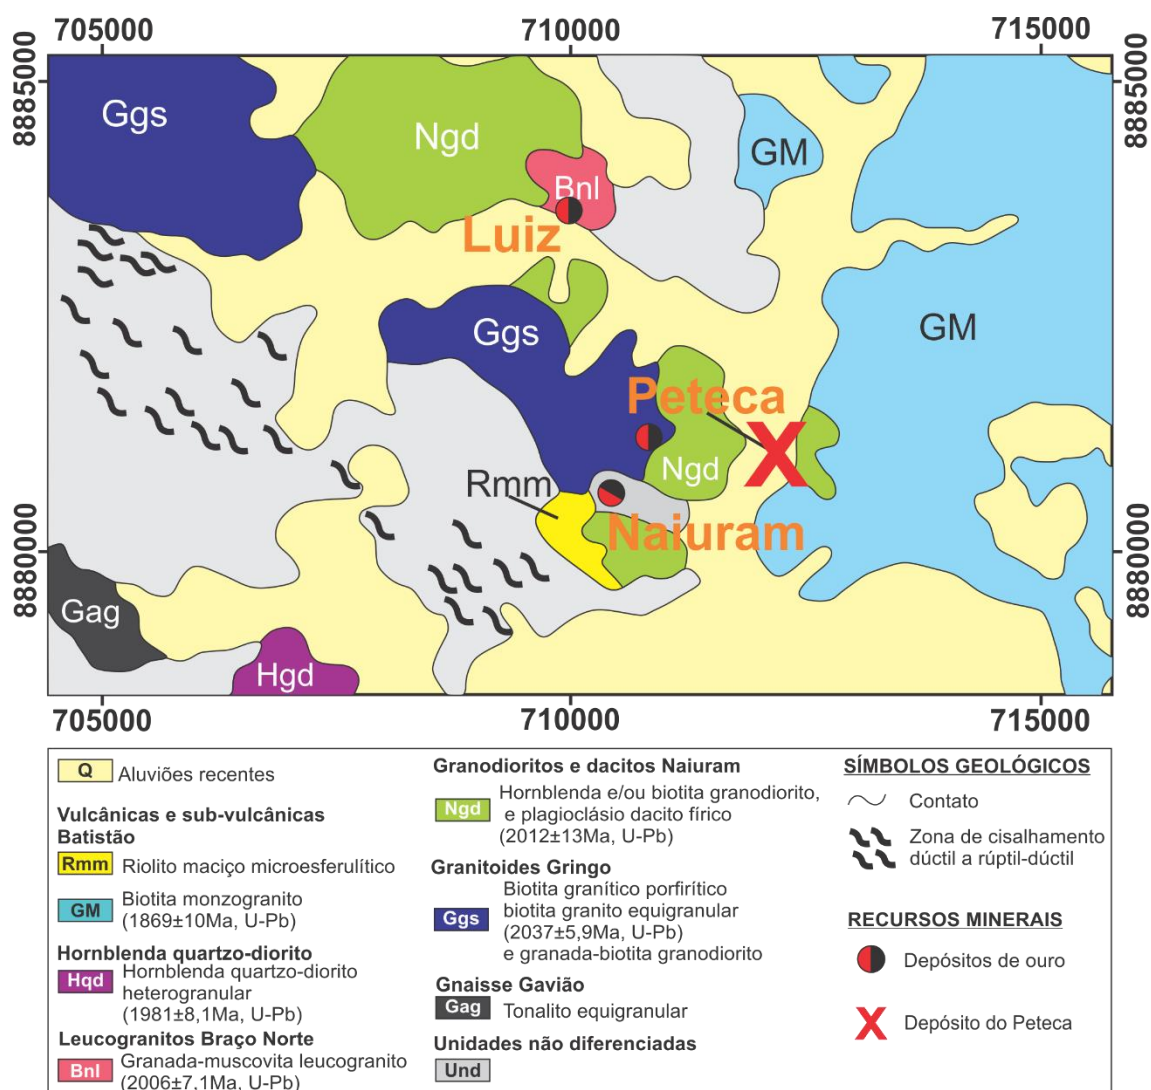 705000
710000
715000
8885000
8885000
Ggs
Ngd
GM
Bnl
Luiz
Ggs
GM
Peteca
X
Ngd
Rmm
Naiuram
8880000
8880000
Gag
Hgd
705000
710000
715000
Q Aluviões recentes
Vulcânicas e sub-vulcânicas
Batistão
Rmm Riolito maciço microesferulítico
GM Biotita monzogranito
(1869±10Ma, U-Pb)
Hornblenda quartzo-diorito
Hqd Hornblenda quartzo-diorito
heterogranular
(1981±8,1Ma, U-Pb)
Leucogranitos Braço Norte
Bnl Granada-muscovita leucogranito
(2006±7,1Ma, U-Pb)
Granodioritos e dacitos Naiuram
Ngd Hornblenda e/ou biotita granodiorito,
e plagioclásio dacito fírico
(2012±13Ma, U-Pb)
Granitoides Gringo
Ggs Biotita granítico porfirítico
biotita granito equigranular
(2037±5,9Ma, U-Pb)
e granada-biotita granodiorito
Gnaisse Gavião
Gag Tonalito equigranular
Unidades não diferenciadas
Und
SÍMBOLOS GEOLÓGICOS
Contato
Zona de cisalhamento
dúctil a rúptil-dúctil
RECURSOS MINERAIS
Depósitos de ouro
X Depósito do Peteca